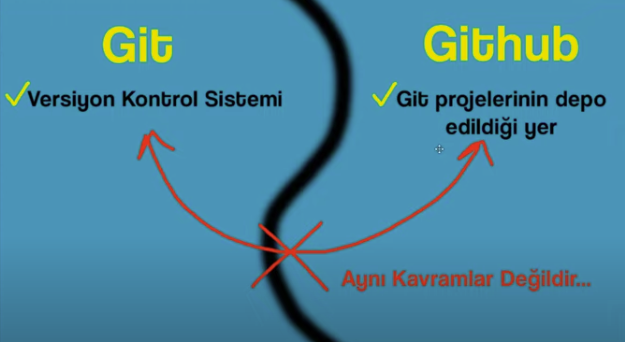 Git
Versiyon Kontrol Sistemi
Github
Git projelerinin depo
edildiği yer
Aynı Kavramlar Değildir...